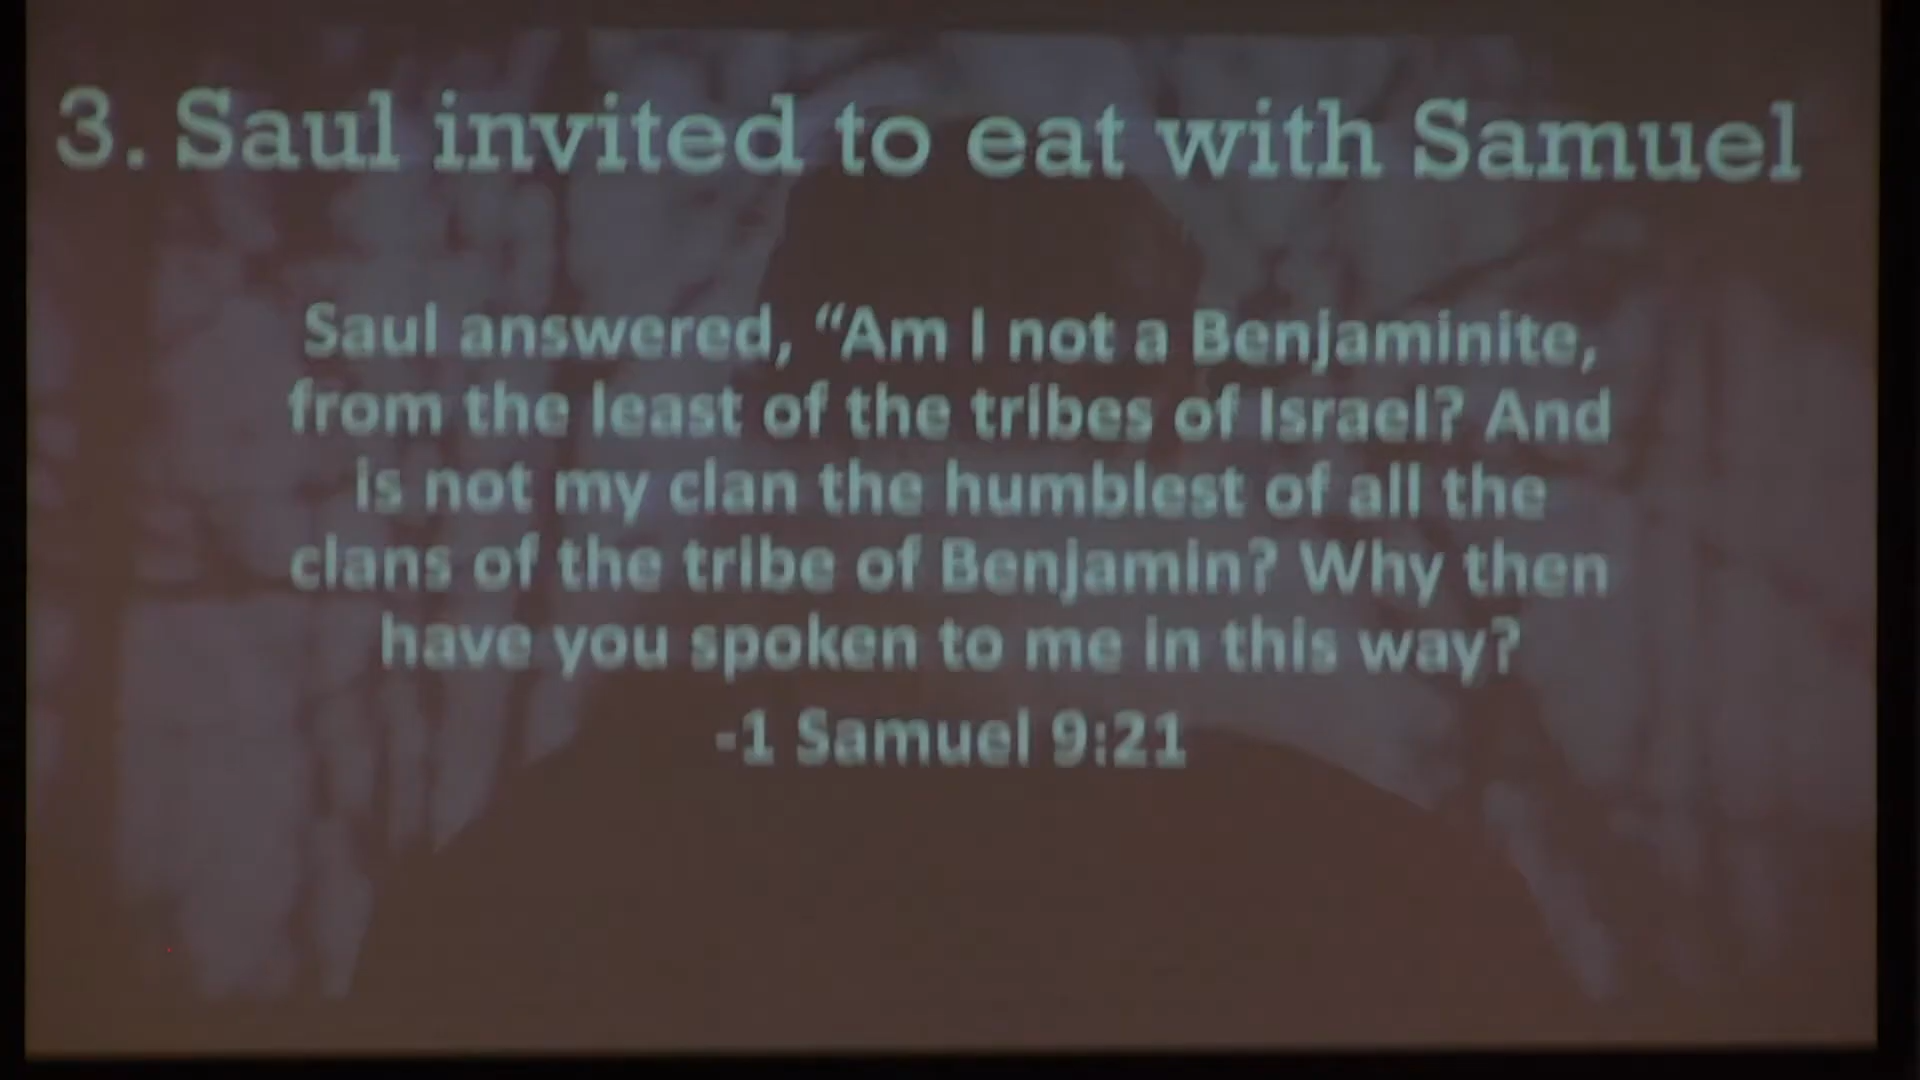 3. Saul invited to eat with Samuel
Saul answered, “Am I not a Benjaminite,
from the least of the tribes of Israel? And
is not my clan the humblest of all the
clans of the tribe of Benjamin? Why then
have you spoken to me in this way?
-1 Samuel 9:21